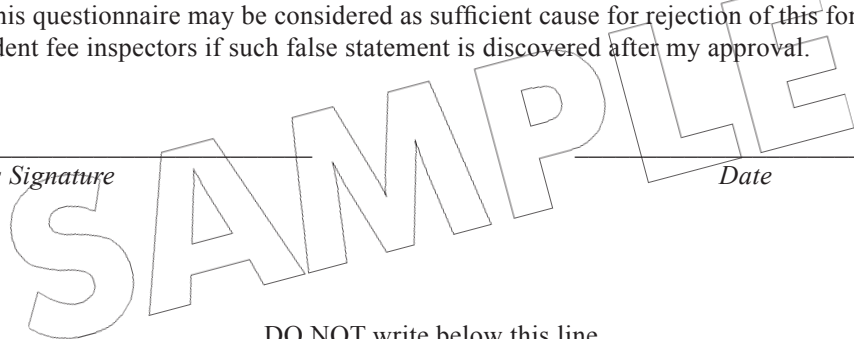 his questionnaire may be considered as sufficient cause for rejection of this for
dent fee inspectors if such false statement is discovered after my approval.
Signature
Date
SAMPLE
DO NOT write below this line